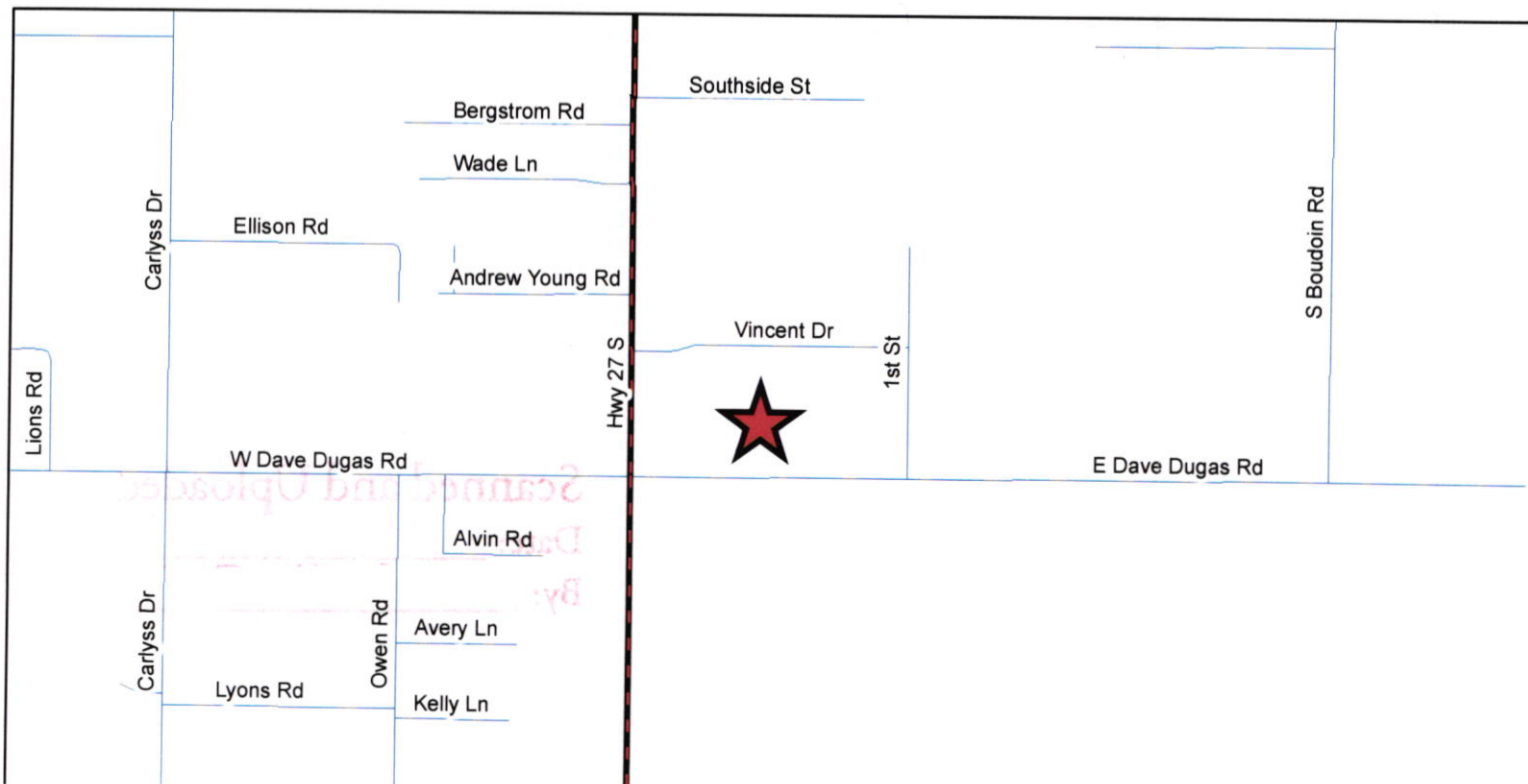 Southside St
Bergstrom Rd
Wade Ln
Carlyss Dr
Ellison Rd
S Boudoin Rd
Andrew Young Rd
Vincent Dr
Hwy 27 S
1st St
Lions Rd
W Dave Dugas Rd
E Dave Dugas Rd
Scanned and Uploaded
Date:
Alvin Rd
By:
Carlyss Dr
Owen Rd
Avery Ln
Lyons Rd
Kelly Ln